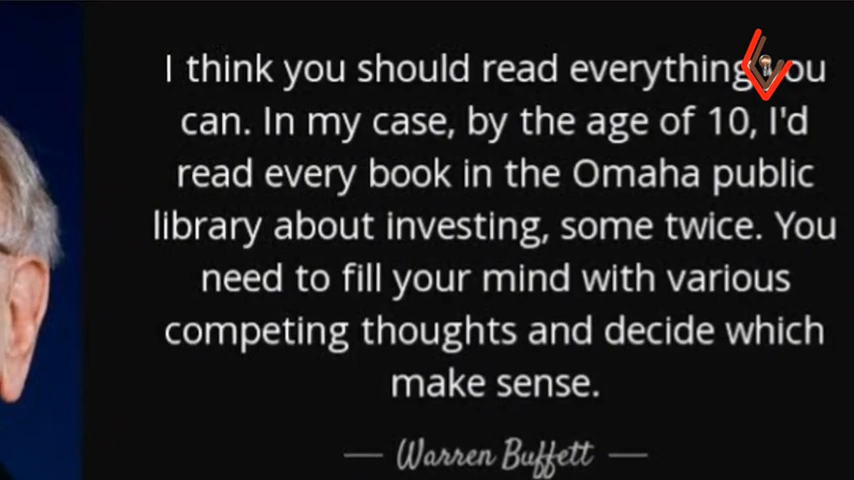 I think you should read everything you
can. In my case, by the age of 10, I'd
read every book in the Omaha public
library about investing, some twice. You
need to fill your mind with various
competing thoughts and decide which
make sense.
— Warren Buffett —